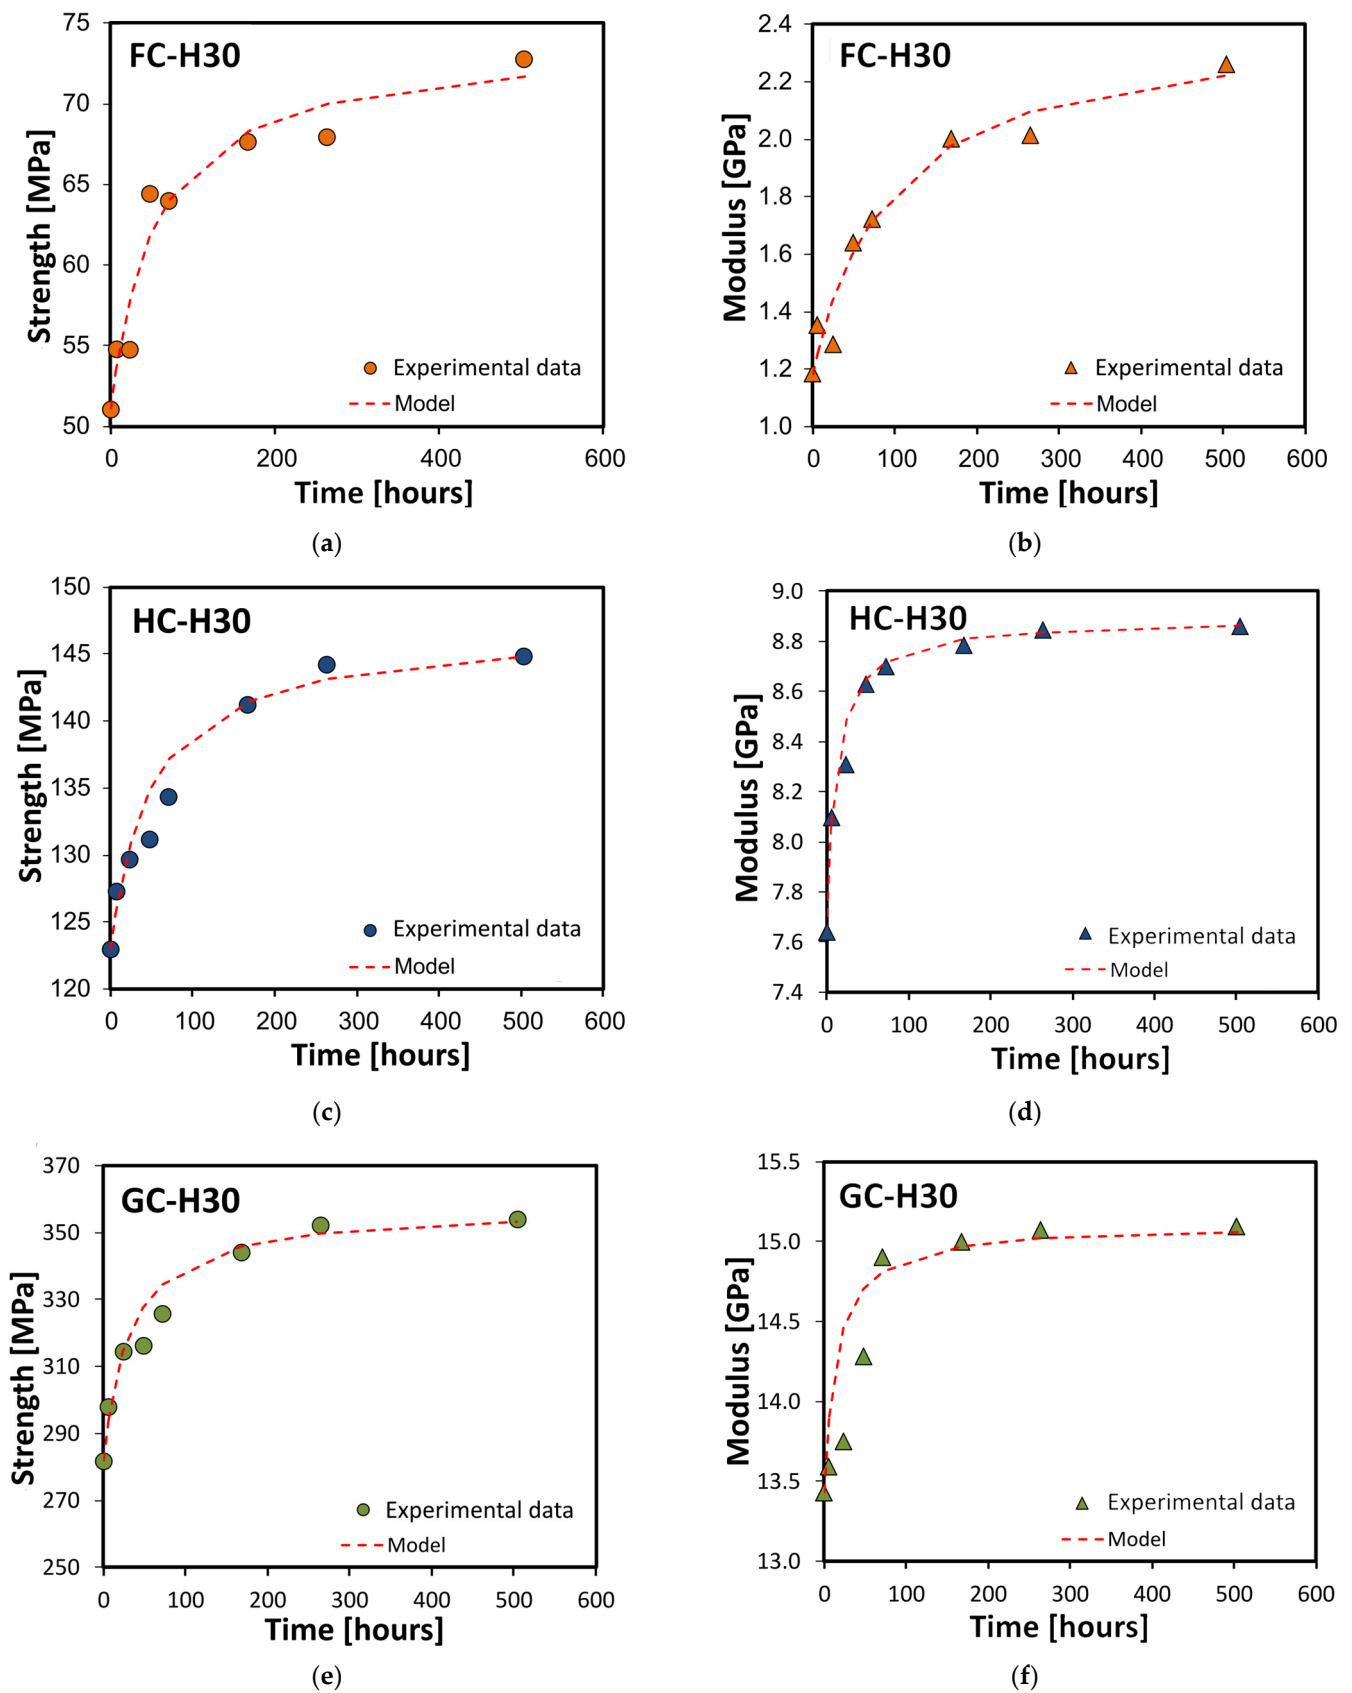 FC-H30
Strength [MPa]
75
70
65
60
55
50
Experimental data
Model
0 200 400 600
Time [hours]
(a)
FC-H30
Modulus [GPa]
2.4
2.2
2.0
1.8
1.6
1.4
1.2
1.0
Experimental data
Model
0 100 200 300 400 500 600
Time [hours]
(b)
HC-H30
Strength [MPa]
150
145
140
135
130
125
120
Experimental data
Model
0 100 200 300 400 500 600
Time [hours]
(c)
HC-H30
Modulus [GPa]
9.0
8.8
8.6
8.4
8.2
8.0
7.8
7.6
7.4
Experimental data
Model
0 100 200 300 400 500 600
Time [hours]
(d)
GC-H30
Strength [MPa]
370
350
330
310
290
270
250
Experimental data
Model
0 100 200 300 400 500 600
Time [hours]
(e)
GC-H30
Modulus [GPa]
15.5
15.0
14.5
14.0
13.5
13.0
Experimental data
Model
0 100 200 300 400 500 600
Time [hours]
(f)